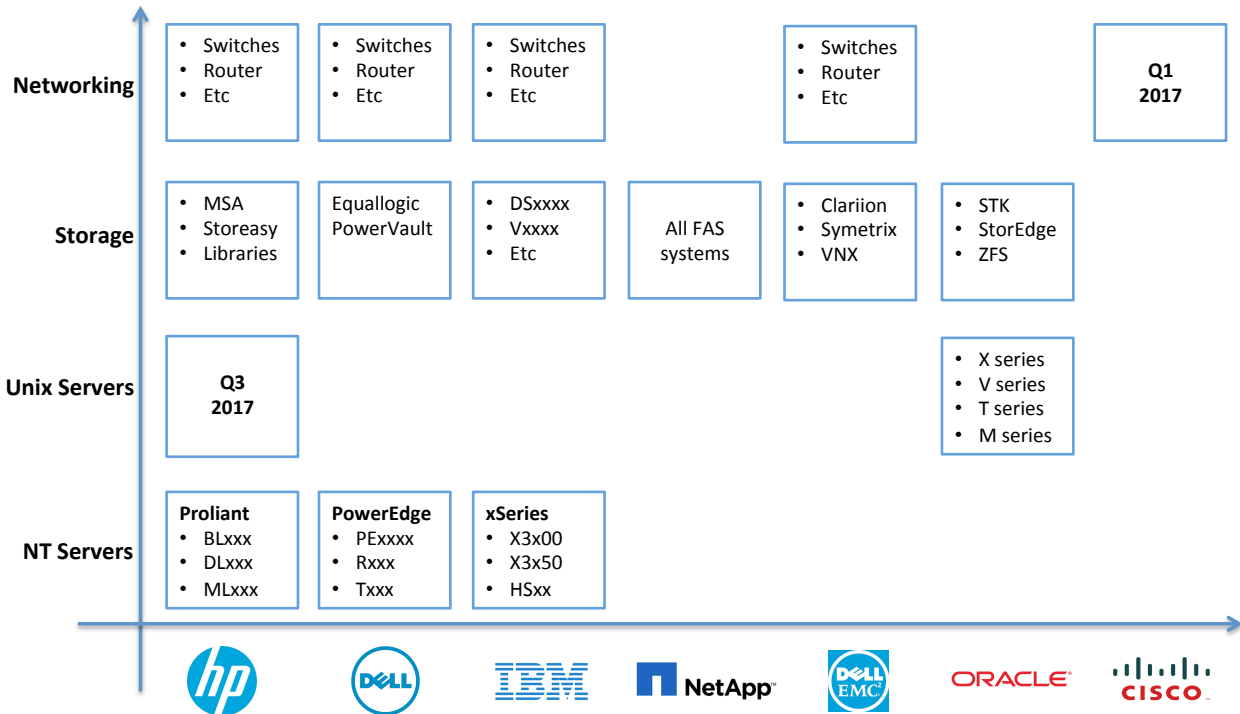 Networking
• Switches
• Router
• Etc
• Switches
• Router
• Etc
• Switches
• Router
• Etc
• Switches
• Router
• Etc
Q1
2017
Storage
• MSA
• Storeasy
• Libraries
Equallogic
PowerVault
• DSxxxx
• Vxxxx
• Etc
All FAS
systems
• Clariion
• Symetrix
• VNX
• STK
• StorEdge
• ZFS
Unix Servers
Q3
2017
• X series
• V series
• T series
• M series
NT Servers
Proliant
• BLxxx
• DLxxx
• MLxxx
PowerEdge
• PExxxx
• Rxxx
• Txxx
xSeries
• X3x00
• X3x50
• HSxx
hp
DELL
IBM
NetApp™
DELL
EMC²
ORACLE®
CISCO